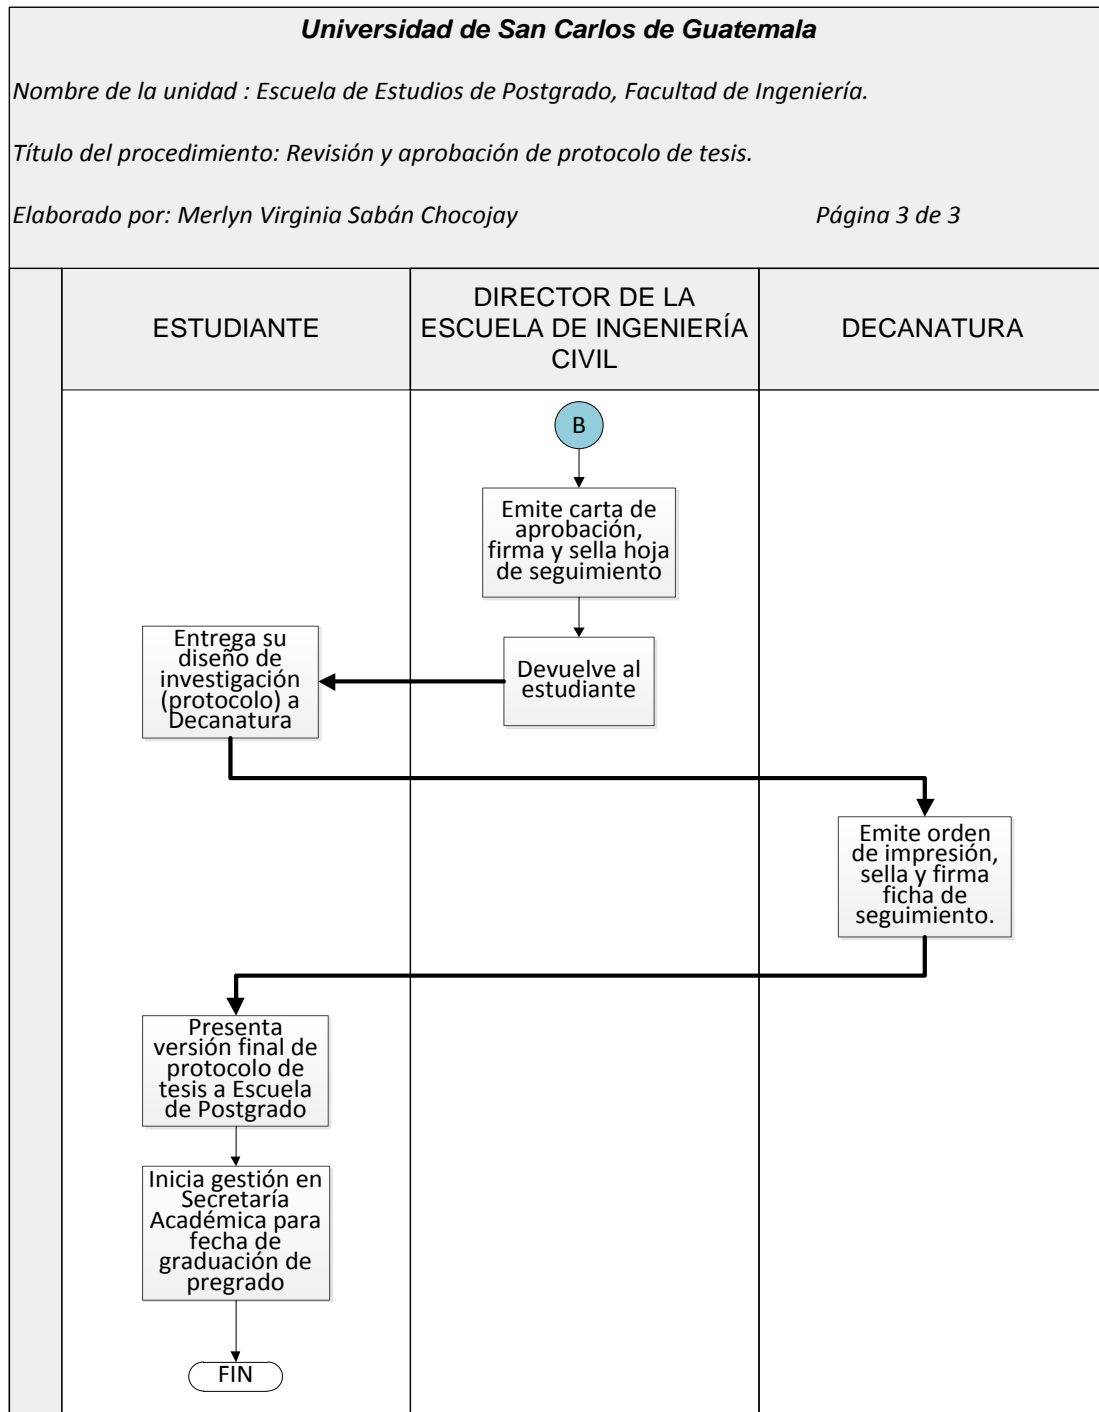 Universidad de San Carlos de Guatemala
Nombre de la unidad : Escuela de Estudios de Postgrado, Facultad de Ingeniería.
Título del procedimiento: Revisión y aprobación de protocolo de tesis.
Elaborado por: Merlyn Virginia Sabán Chocojay Página 3 de 3
ESTUDIANTE
DIRECTOR DE LA
ESCUELA DE INGENIERÍA
CIVIL
DECANATURA
B
Emite carta de
aprobación,
firma y sella hoja
de seguimiento
Devuelve al
estudiante
Entrega su
diseño de
investigación
(protocolo) a
Decanatura
Emite orden
de impresión,
sella y firma
ficha de
seguimiento.
Presenta
versión final de
protocolo de
tesis a Escuela
de Postgrado
Inicia gestión en
Secretaría
Académica para
fecha de
graduación de
pregrado
FIN